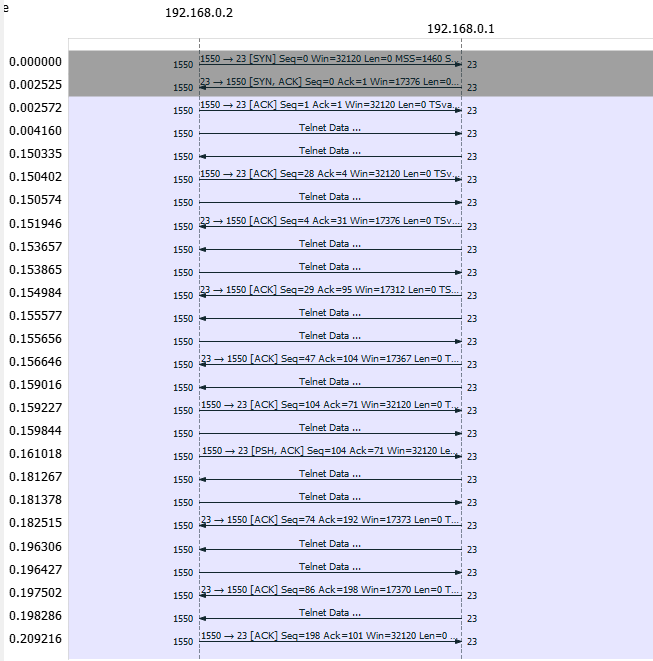 e
192.168.0.2
192.168.0.1
0.000000 1550 1550 → 23 [SYN] Seq=0 Win=32120 Len=0 MSS=1460 S... 23
0.002525 1550 23 → 1550 [SYN, ACK] Seq=0 Ack=1 Win=17376 Len=0... 23
0.002572 1550 1550 → 23 [ACK] Seq=1 Ack=1 Win=32120 Len=0 TSva... 23
0.004160 1550 Telnet Data ... 23
0.150335 1550 Telnet Data ... 23
0.150402 1550 1550 → 23 [ACK] Seq=28 Ack=4 Win=32120 Len=0 TSv... 23
0.150574 1550 Telnet Data ... 23
0.151946 1550 23 → 1550 [ACK] Seq=4 Ack=31 Win=17376 Len=0 TSv... 23
0.153657 1550 Telnet Data ... 23
0.153865 1550 Telnet Data ... 23
0.154984 1550 23 → 1550 [ACK] Seq=29 Ack=95 Win=17312 Len=0 TS... 23
0.155577 1550 Telnet Data ... 23
0.155656 1550 Telnet Data ... 23
0.156646 1550 23 → 1550 [ACK] Seq=47 Ack=104 Win=17367 Len=0 T... 23
0.159016 1550 Telnet Data ... 23
0.159227 1550 1550 → 23 [ACK] Seq=104 Ack=71 Win=32120 Len=0 T... 23
0.159844 1550 Telnet Data ... 23
0.161018 1550 1550 → 23 [PSH, ACK] Seq=104 Ack=71 Win=32120 Le... 23
0.181267 1550 Telnet Data ... 23
0.181378 1550 Telnet Data ... 23
0.182515 1550 23 → 1550 [ACK] Seq=74 Ack=192 Win=17373 Len=0 T... 23
0.196306 1550 Telnet Data ... 23
0.196427 1550 Telnet Data ... 23
0.197502 1550 23 → 1550 [ACK] Seq=86 Ack=198 Win=17370 Len=0 T... 23
0.198286 1550 Telnet Data ... 23
0.209216 1550 1550 → 23 [ACK] Seq=198 Ack=101 Win=32120 Len=0 ... 23